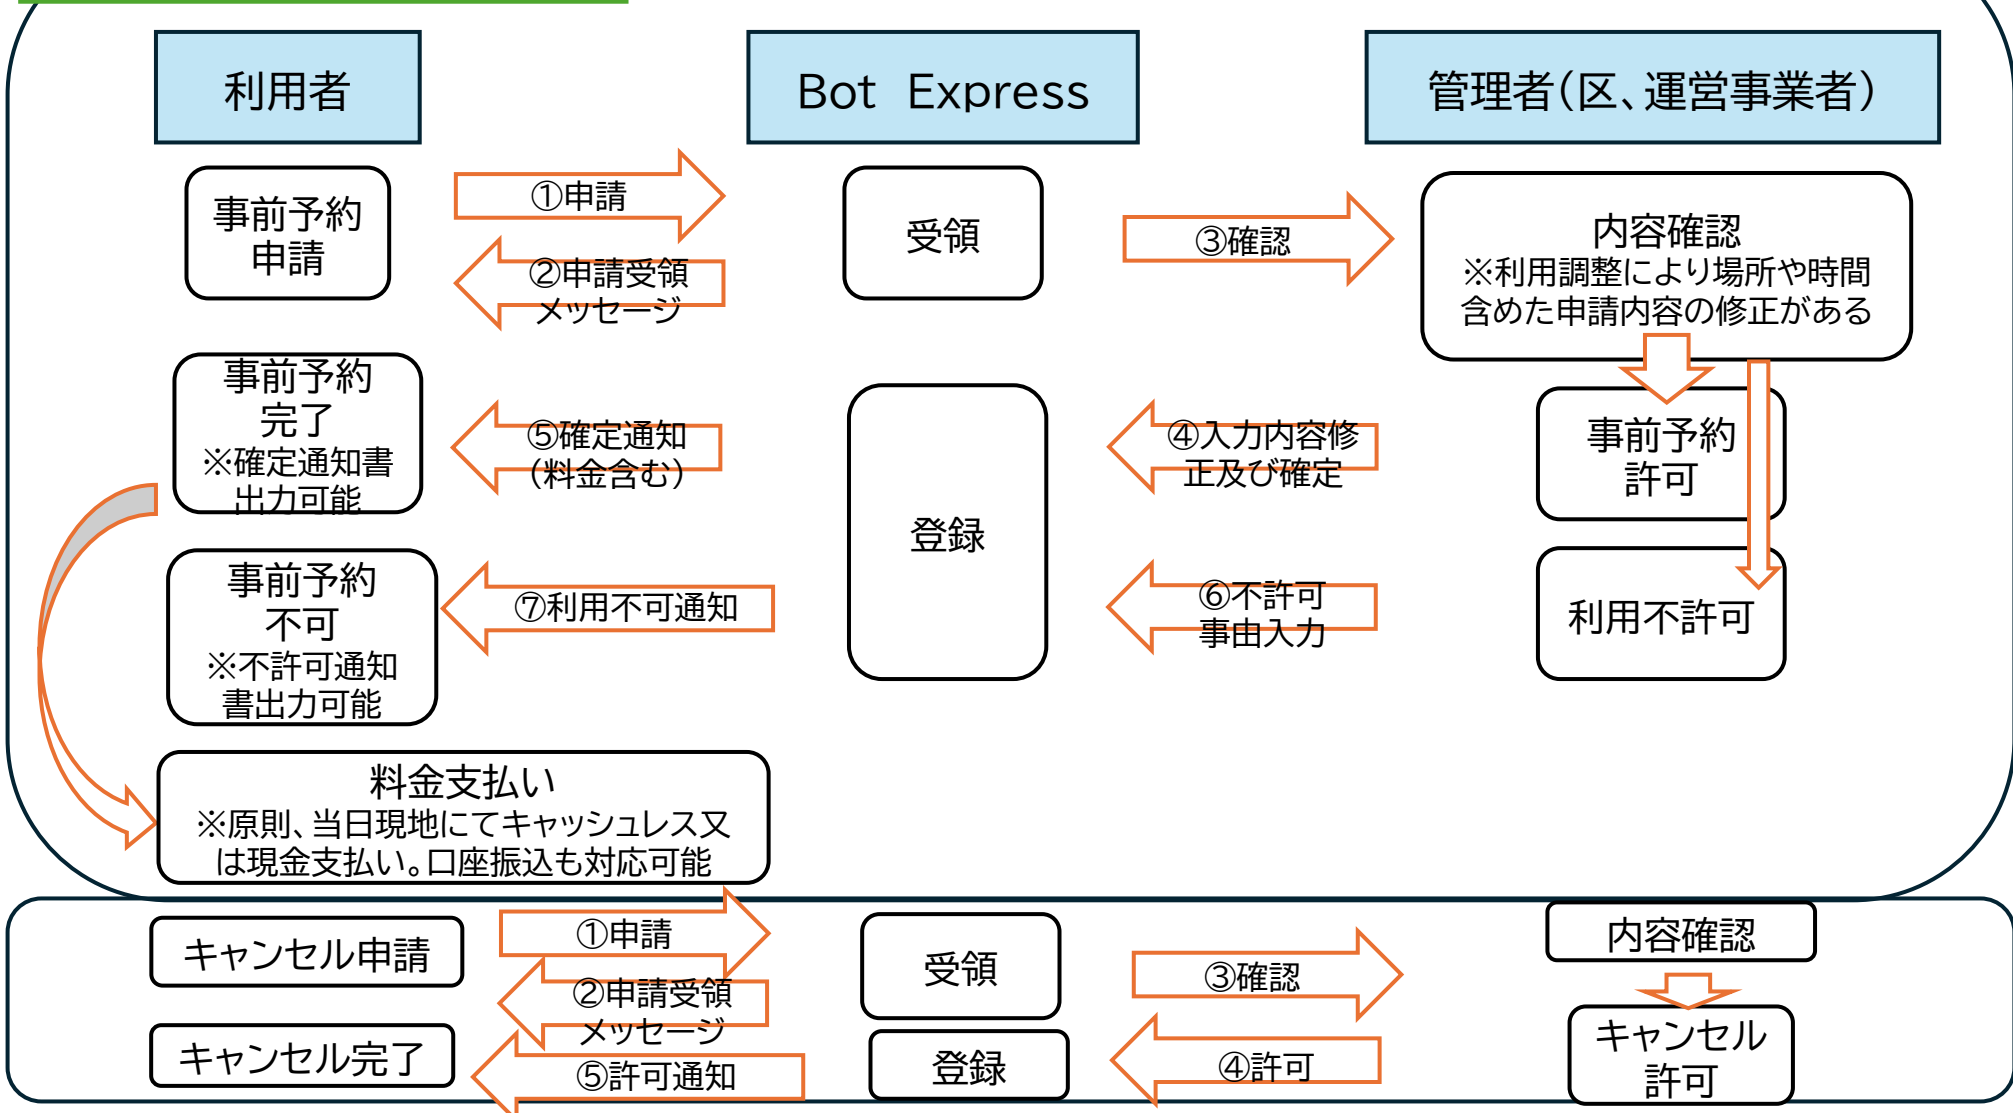 利用者
Bot Express
管理者（区、運営事業者）
事前予約
申請
①申請
②申請受領
メッセージ
受領
③確認
内容確認
※利用調整により場所や時間
含めた申請内容の修正がある
事前予約
完了
※確定通知書
出力可能
⑤確定通知
（料金含む）
登録
④入力内容修
正及び確定
事前予約
許可
事前予約
不可
※不許可通知
書出力可能
⑦利用不可通知
⑥不許可
事由入力
利用不許可
料金支払い
※原則、当日現地にてキャッシュレス又
は現金支払い。口座振込も対応可能
キャンセル申請
①申請
②申請受領
メッセージ
受領
③確認
内容確認
キャンセル完了
⑤許可通知
登録
④許可
キャンセル
許可